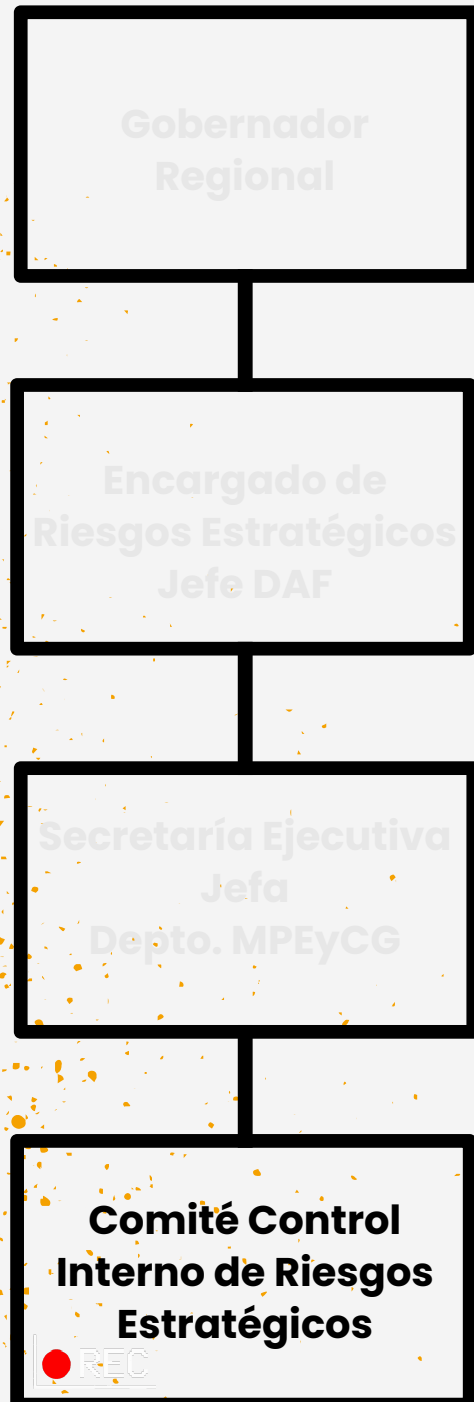 Gobernador
Regional
Encargado de
Riesgos Estratégicos
Jefe DAF
Secretaría Ejecutiva
Jefa
Depto. MPEyCG
Comité Control
Interno de Riesgos
Estratégicos
REC